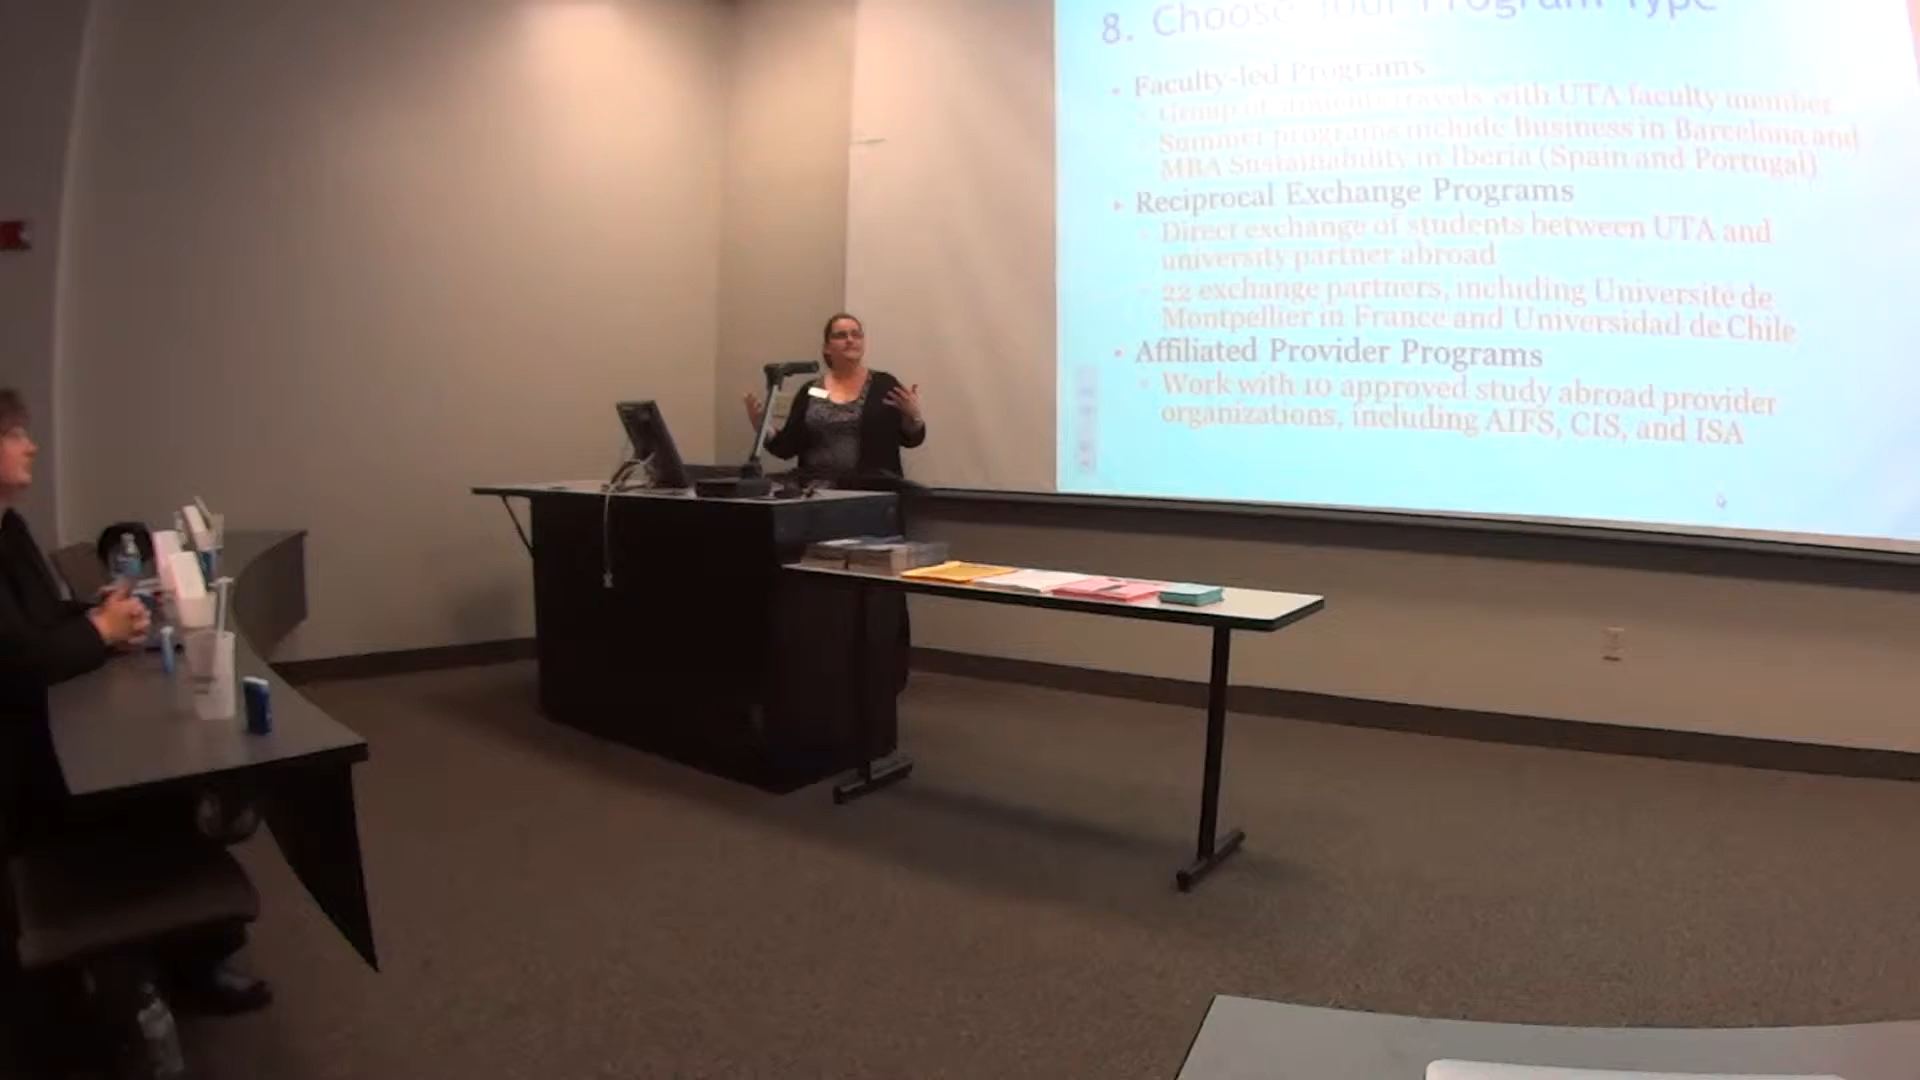 8. Choose Your Program Type
Faculty-led Programs
Group of students travels with UTA faculty member
Summer programs include Business in Barcelona and
MBA Sustainability in Iberia (Spain and Portugal)
Reciprocal Exchange Programs
Direct exchange of students between UTA and
university partner abroad
22 exchange partners, including Université de
Montpellier in France and Universidad de Chile
Affiliated Provider Programs
Work with 10 approved study abroad provider
organizations, including AIFS, CIS, and ISA